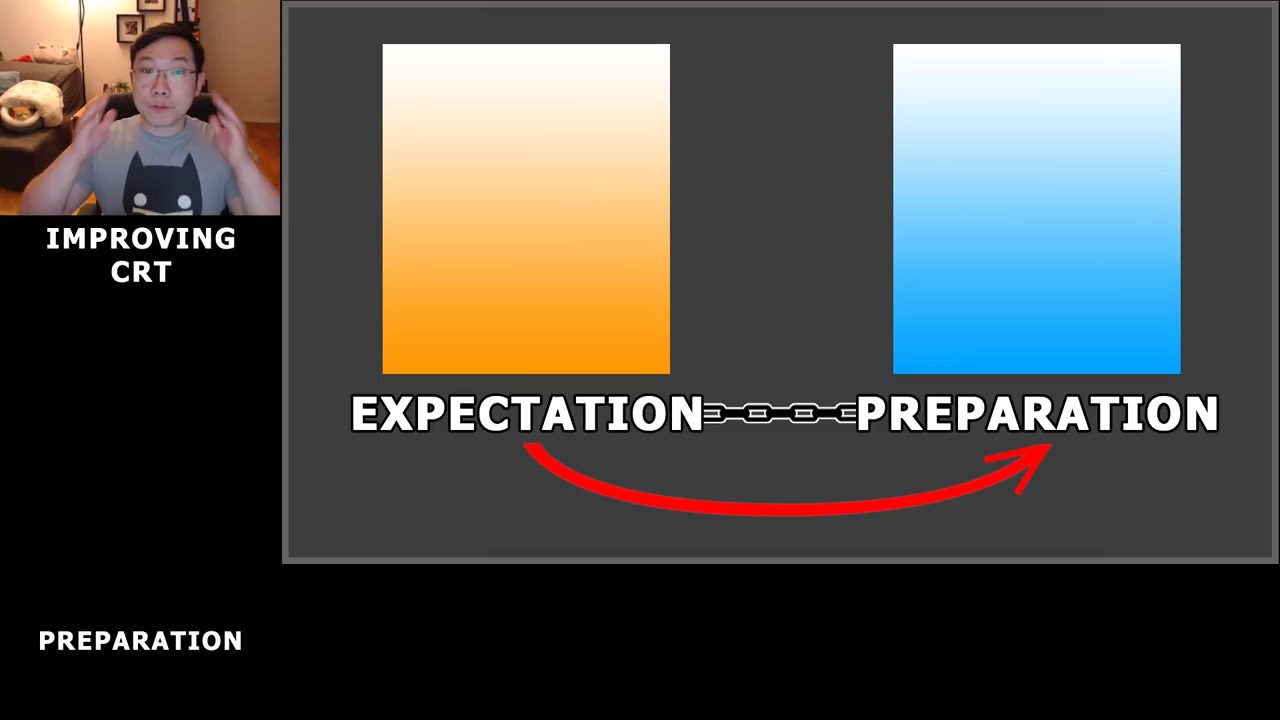 IMPROVING
CRT
EXPECTATION
PREPARATION
PREPARATION